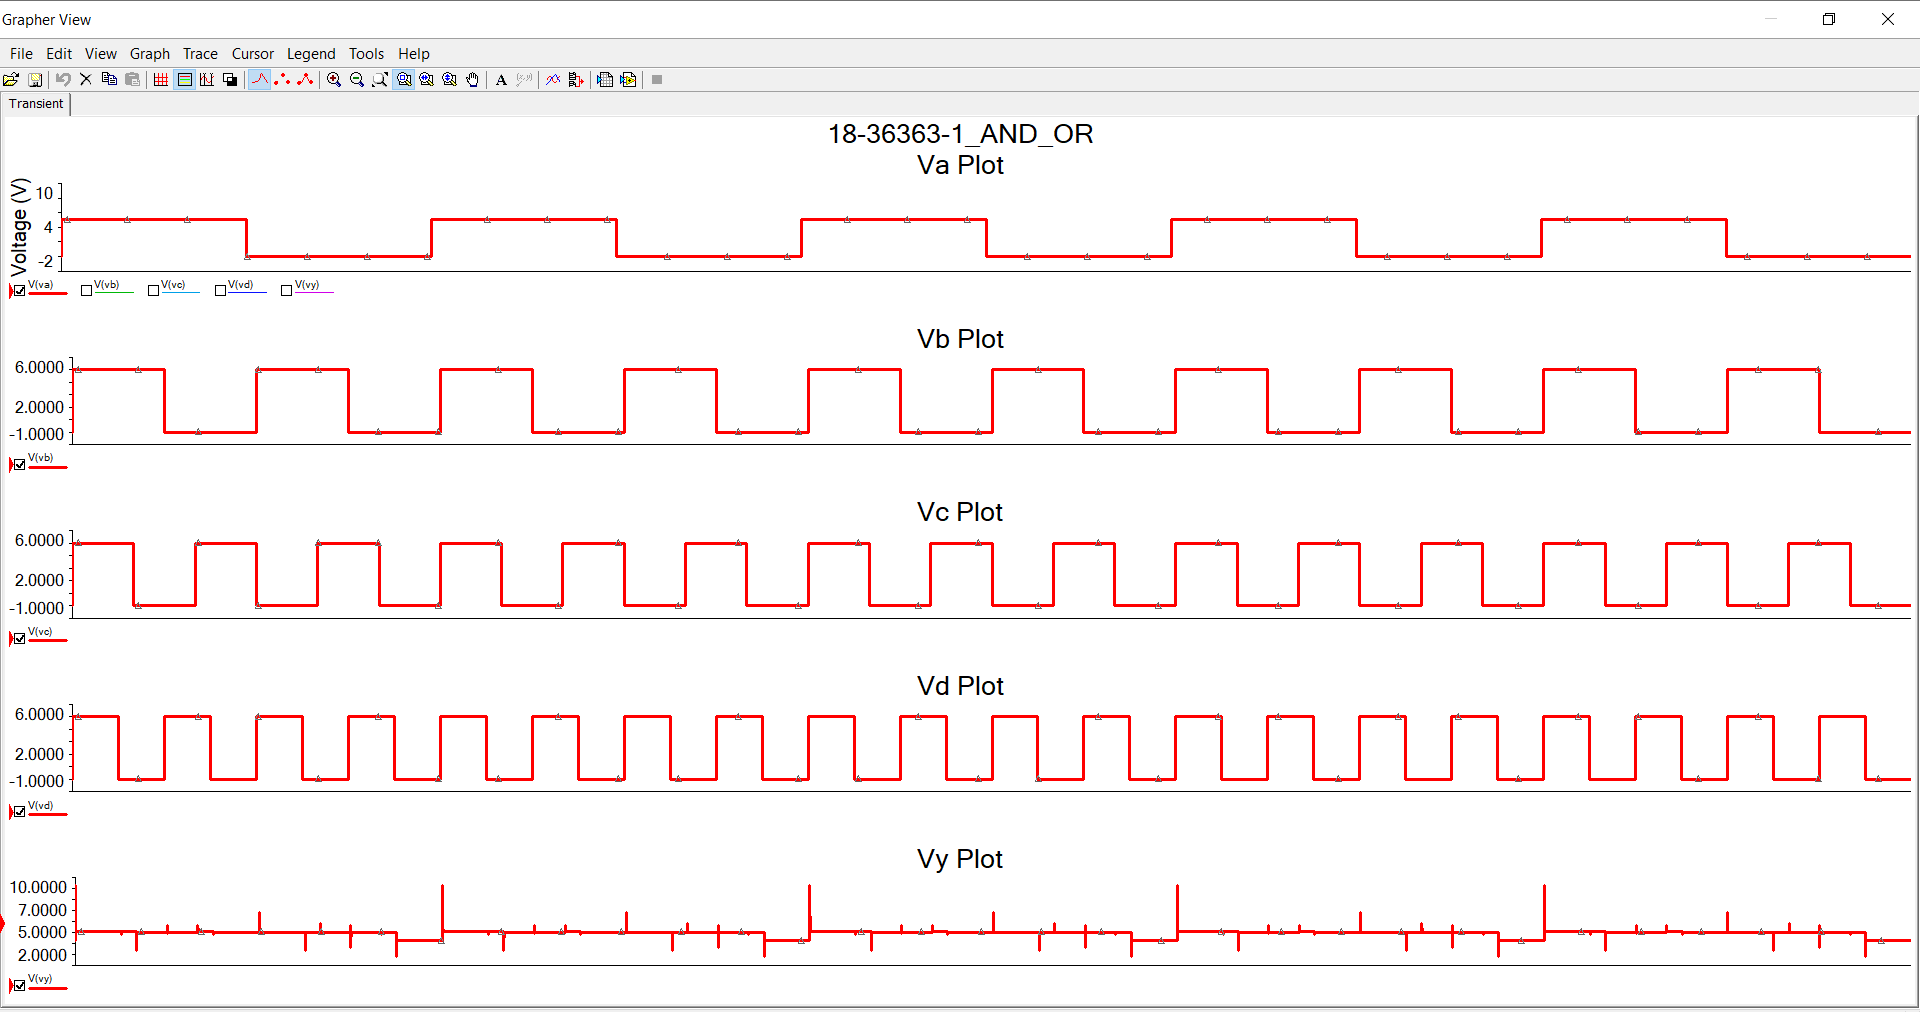 Grapher View
File Edit View Graph Trace Cursor Legend Tools Help
A
Transient
18-36363-1_AND_OR
Va Plot
Voltage (V)
10
4
-2
V(va) V(vb) V(vc) V(vd) V(vy)
Vb Plot
6.0000
2.0000
-1.0000
V(vb)
Vc Plot
6.0000
2.0000
-1.0000
V(vc)
Vd Plot
6.0000
2.0000
-1.0000
V(vd)
Vy Plot
10.0000
7.0000
5.0000
2.0000
V(vy)